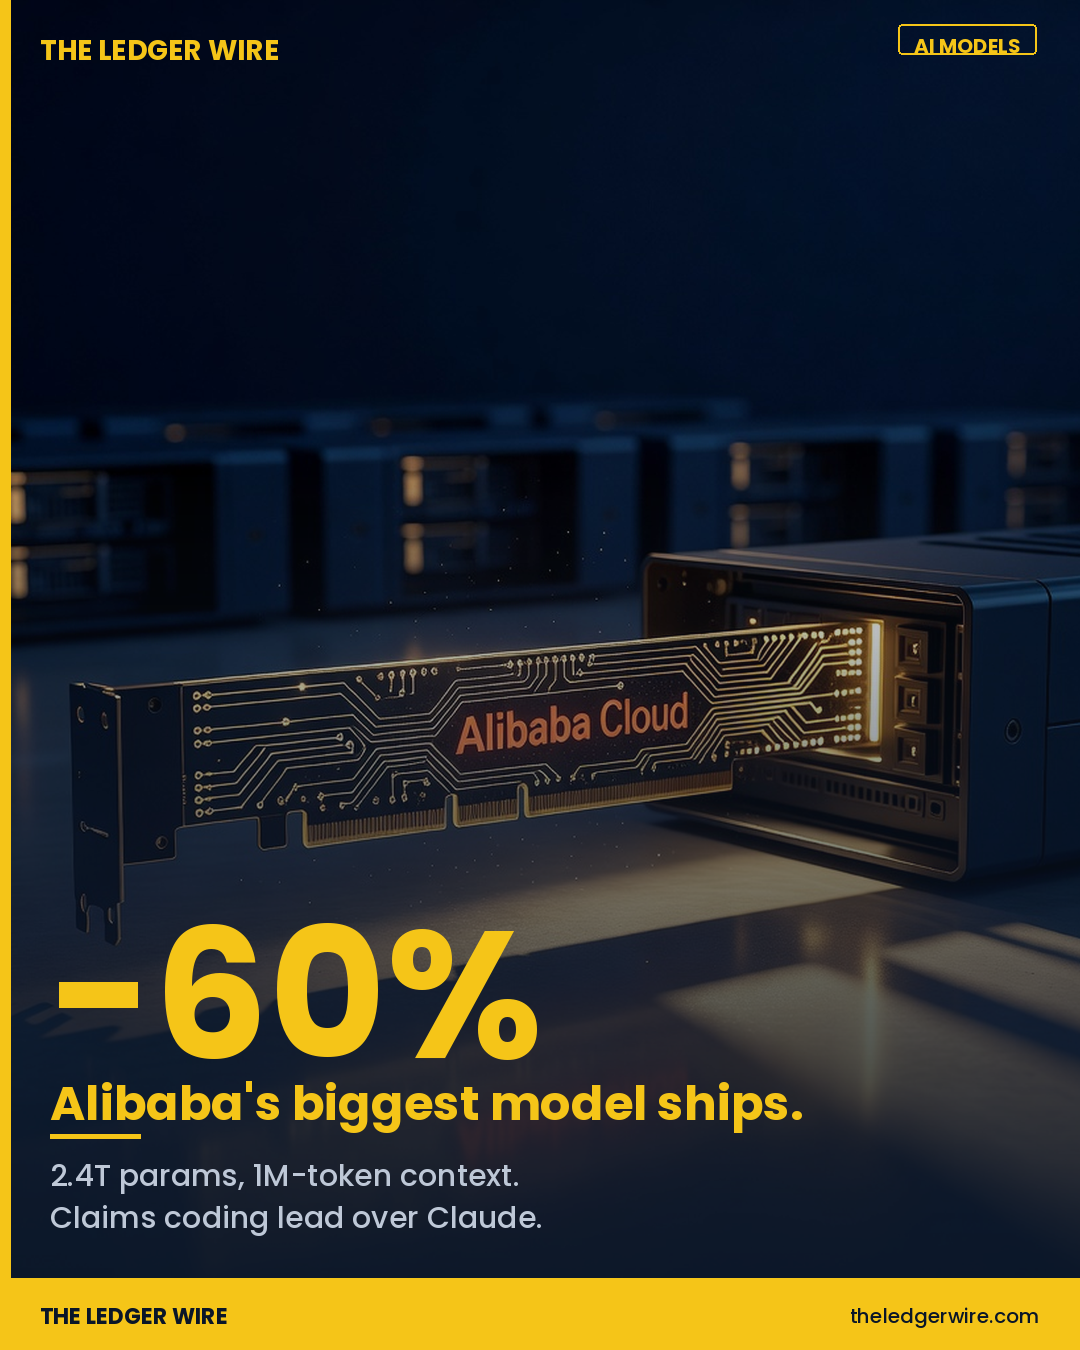 THE LEDGER WIRE
AI MODELS
Alibaba Cloud
-60%
Alibaba's biggest model ships.
2.4T params, 1M-token context.
Claims coding lead over Claude.
THE LEDGER WIRE
theledgerwire.com